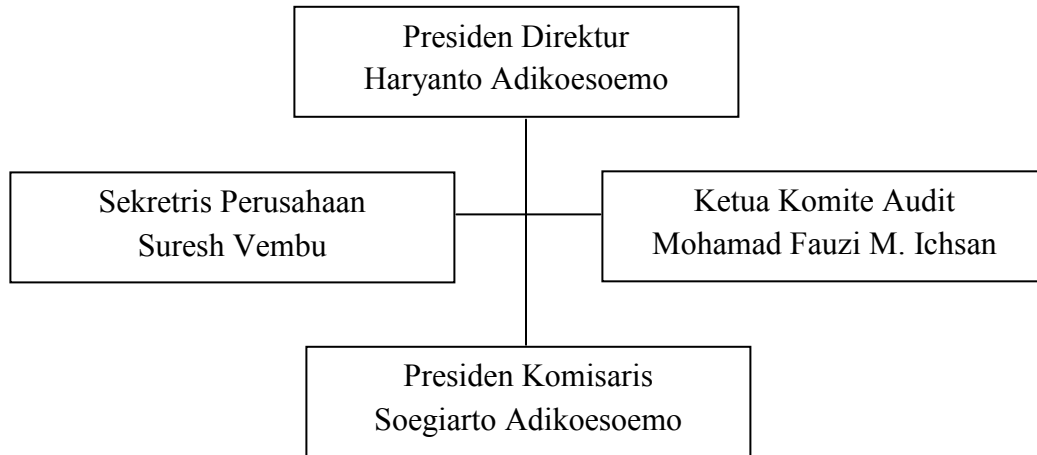 Presiden Direktur
Haryanto Adikoesoemo
Sekretris Perusahaan
Suresh Vembu
Ketua Komite Audit
Mohamad Fauzi M. Ichsan
Presiden Komisaris
Soegiarto Adikoesoemo